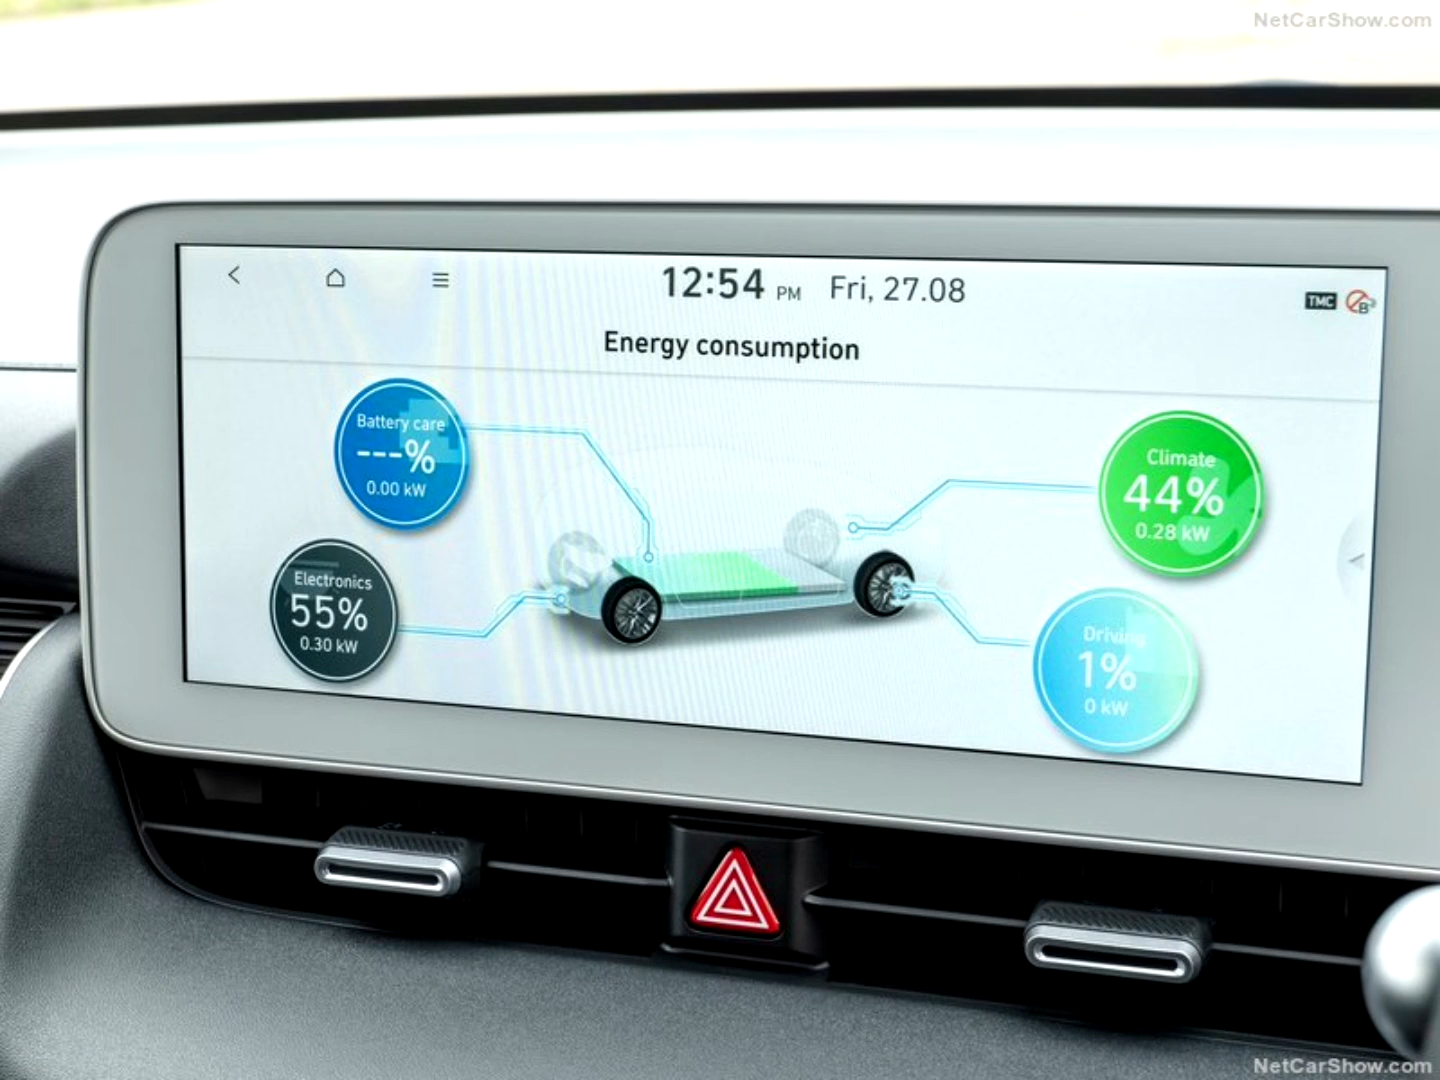 NetCarShow.com
12:54 PM Fri, 27.08
TMC
B
Energy consumption
Battery care
---%
0.00 kW
Climate
44%
0.28 kW
Electronics
55%
0.30 kW
Driving
1%
0 kW
NetCarShow.com